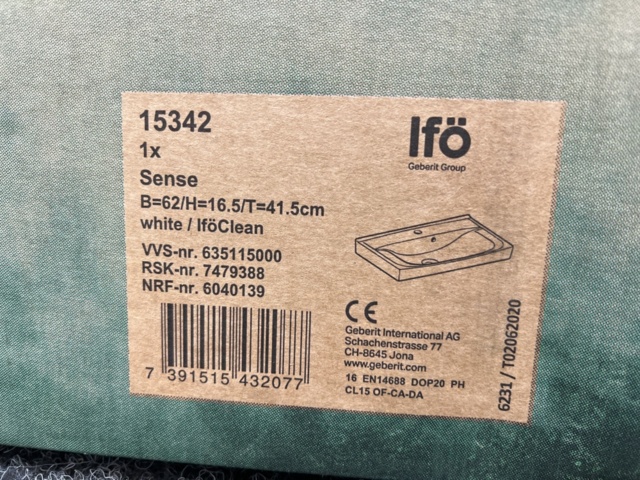 15342
1x
Sense
B=62/H=16.5/T=41.5cm
white / IföClean
VVS-nr. 635115000
RSK-nr. 7479388
NRF-nr. 6040139
7 391515 432077
Ifö
Geberit Group
CE
Geberit International AG
Schachenstrasse 77
CH-8645 Jona
www.geberit.com
16 EN14688 DOP20 PH
CL15 OF-CA-DA
6231 / T02062020